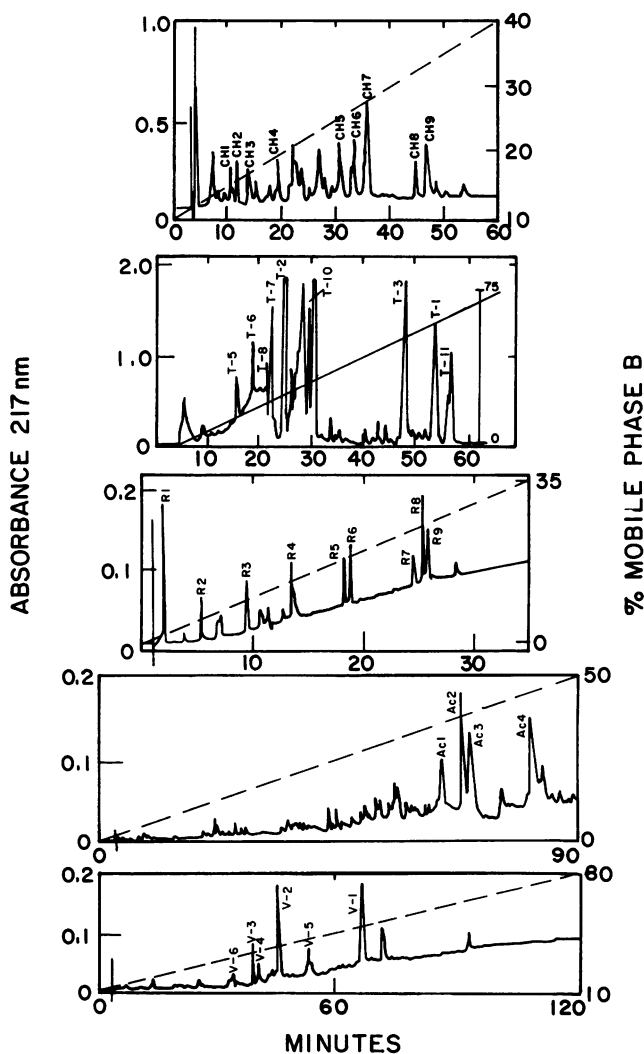 1.0
0.5
0
CH1
CH2
CH3
CH4
CH5
CH6
CH7
CH8
CH9
40
30
20
10
0 10 20 30 40 50 60
2.0
1.0
0
T-5
T-6
T-8
T-7
T-2
T-10
T-3
T-1
T-11
75
0
10 20 30 40 50 60
ABSORBANCE 217nm
% MOBILE PHASE B
0.2
0.1
0
R1
R2
R3
R4
R5
R6
R7
R8
R9
35
0
10 20 30
0.2
0.1
0
Ac1
Ac2
Ac3
Ac4
50
0
0 90
0.2
0.1
0
V-6
V-3
V-4
V-2
V-5
V-1
80
10
0 60 120
MINUTES